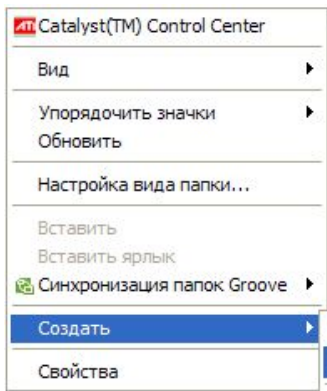 ATI Catalyst(TM) Control Center
Вид
Упорядочить значки
Обновить
Настройка вида папки...
Вставить
Вставить ярлык
Синхронизация папок Groove
Создать
Свойства